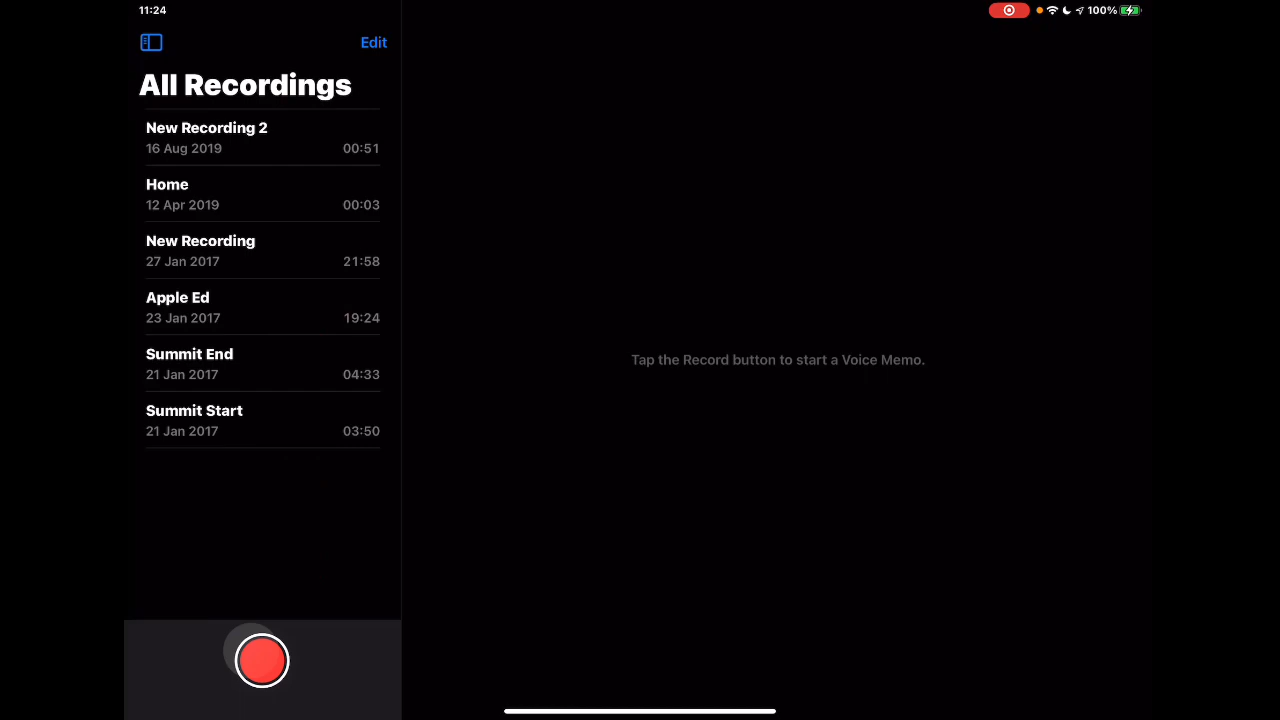 11:24
100%
Edit
All Recordings
New Recording 2
16 Aug 2019 00:51
Home
12 Apr 2019 00:03
New Recording
27 Jan 2017 21:58
Apple Ed
23 Jan 2017 19:24
Summit End
21 Jan 2017 04:33
Summit Start
21 Jan 2017 03:50
Tap the Record button to start a Voice Memo.